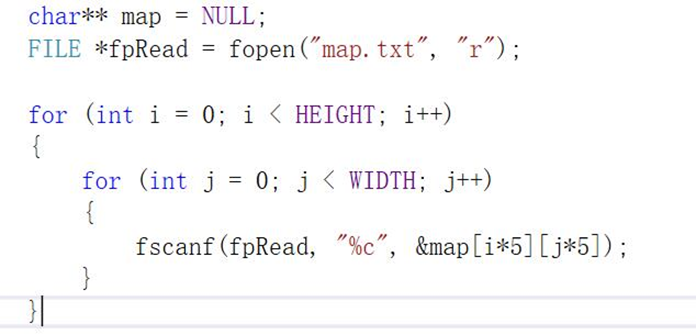 char** map = NULL;
FILE *fpRead = fopen("map.txt", "r");
for (int i = 0; i < HEIGHT; i++)
{
for (int j = 0; j < WIDTH; j++)
{
fscanf(fpRead, "%c", &map[i*5][j*5]);
}
}